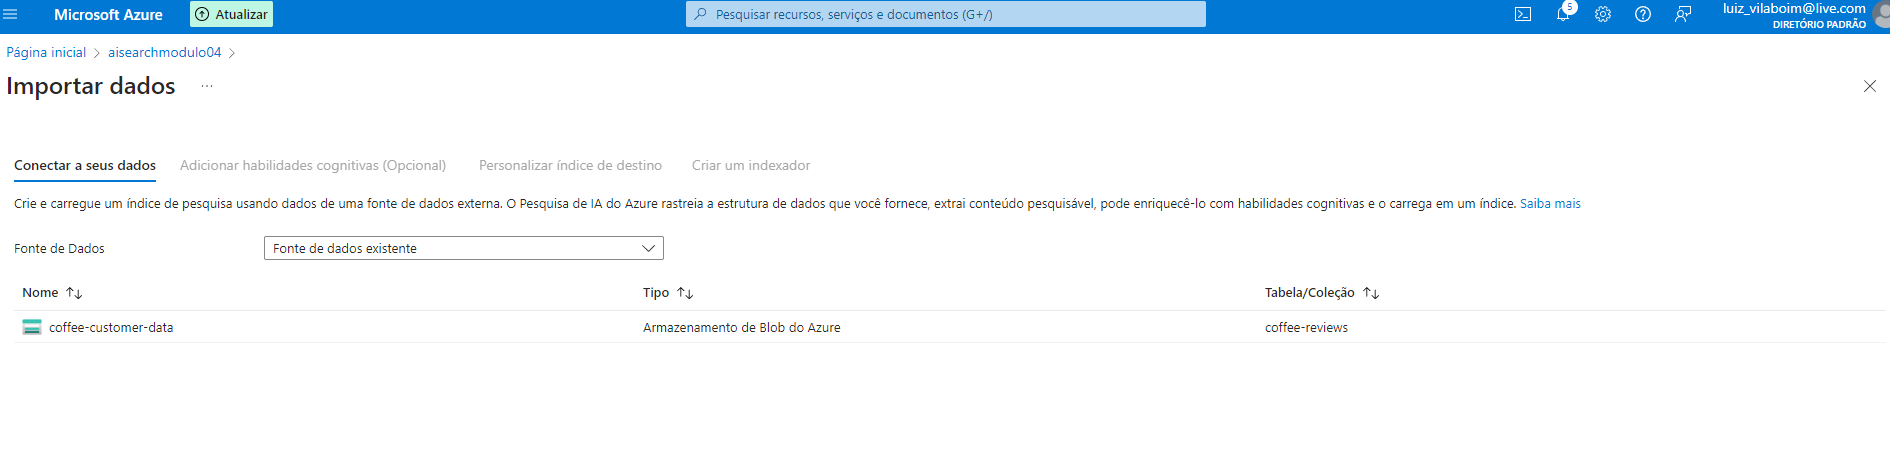 Microsoft Azure
Atualizar
Pesquisar recursos, serviços e documentos (G+/)
5
luiz_vilaboim@live.com
DIRETÓRIO PADRÃO
Página inicial > aisearchmodulo04 >
Importar dados ...
Conectar a seus dados Adicionar habilidades cognitivas (Opcional) Personalizar índice de destino Criar um indexador
Crie e carregue um índice de pesquisa usando dados de uma fonte de dados externa. O Pesquisa de IA do Azure rastreia a estrutura de dados que você fornece, extrai conteúdo pesquisável, pode enriquecê-lo com habilidades cognitivas e o carrega em um índice. Saiba mais
Fonte de Dados Fonte de dados existente
Nome ↑↓ Tipo ↑↓ Tabela/Coleção ↑↓
coffee-customer-data Armazenamento de Blob do Azure coffee-reviews